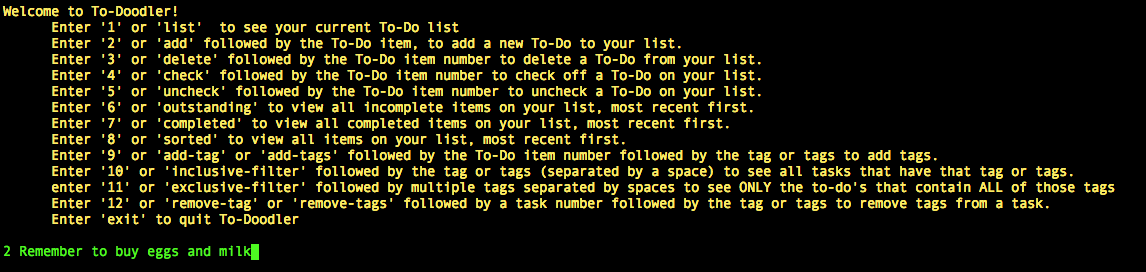 Welcome to To-Doodler!
Enter '1' or 'list'  to see your current To-Do list
Enter '2' or 'add' followed by the To-Do item, to add a new To-Do to your list.
Enter '3' or 'delete' followed by the To-Do item number to delete a To-Do from your list.
Enter '4' or 'check' followed by the To-Do item number to check off a To-Do on your list.
Enter '5' or 'uncheck' followed by the To-Do item number to uncheck a To-Do on your list.
Enter '6' or 'outstanding' to view all incomplete items on your list, most recent first.
Enter '7' or 'completed' to view all completed items on your list, most recent first.
Enter '8' or 'sorted' to view all items on your list, most recent first.
Enter '9' or 'add-tag' or 'add-tags' followed by the To-Do item number followed by the tag or tags to add tags.
Enter '10' or 'inclusive-filter' followed by the tag or tags (separated by a space) to see all tasks that have that tag or tags.
enter '11' or 'exclusive-filter' followed by multiple tags separated by spaces to see ONLY the to-do's that contain ALL of those tags
Enter '12' or 'remove-tag' or 'remove-tags' followed by a task number followed by the tag or tags to remove tags from a task.
Enter 'exit' to quit To-Doodler
2 Remember to buy eggs and milk